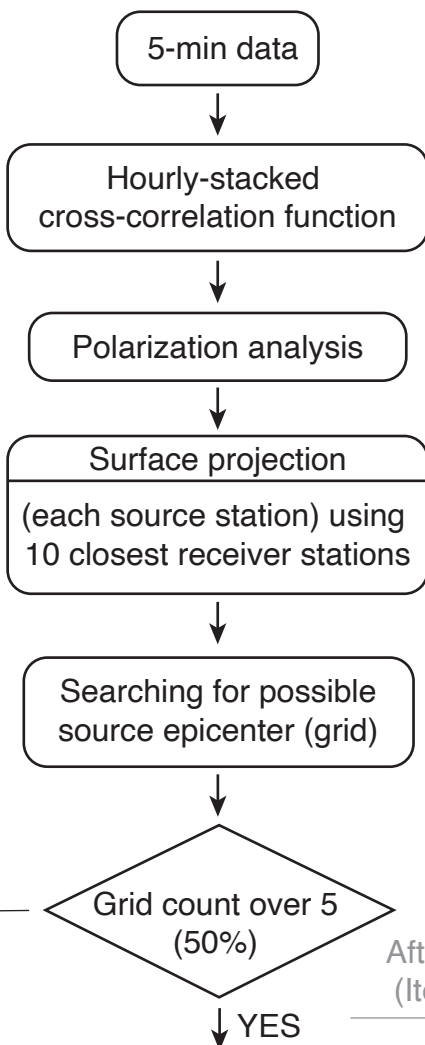 5-min data
Hourly-stacked
cross-correlation function
Polarization analysis
Surface projection
(each source station) using
10 closest receiver stations
Searching for possible
source epicenter (grid)
Grid count over 5
(50%)
YES